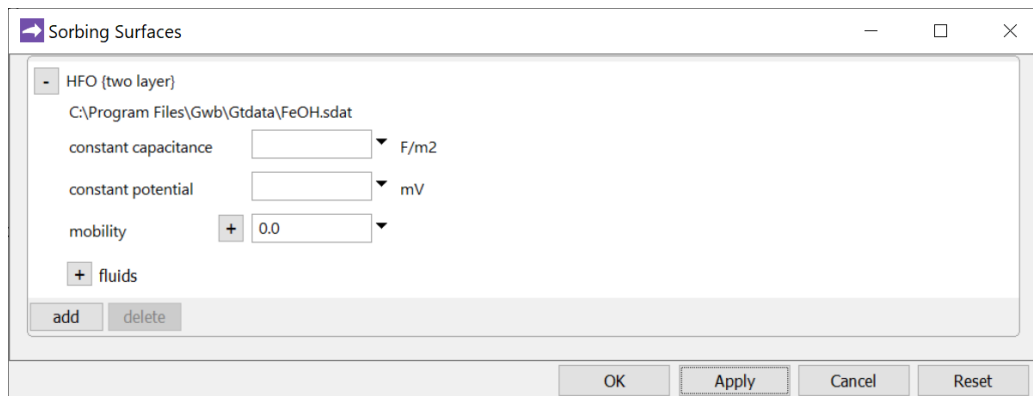 Sorbing Surfaces
- HFO {two layer}
C:\Program Files\Gwb\Gtdata\FeOH.sdat
constant capacitance F/m2
constant potential mV
mobility + 0.0
+ fluids
add delete
OK Apply Cancel Reset